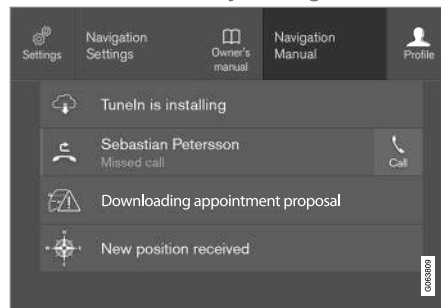 Settings
Navigation
Settings
Owner's
manual
Navigation
Manual
Profile
TuneIn is installing
Sebastian Petersson
Missed call
Call
Downloading appointment proposal
New position received
G063809